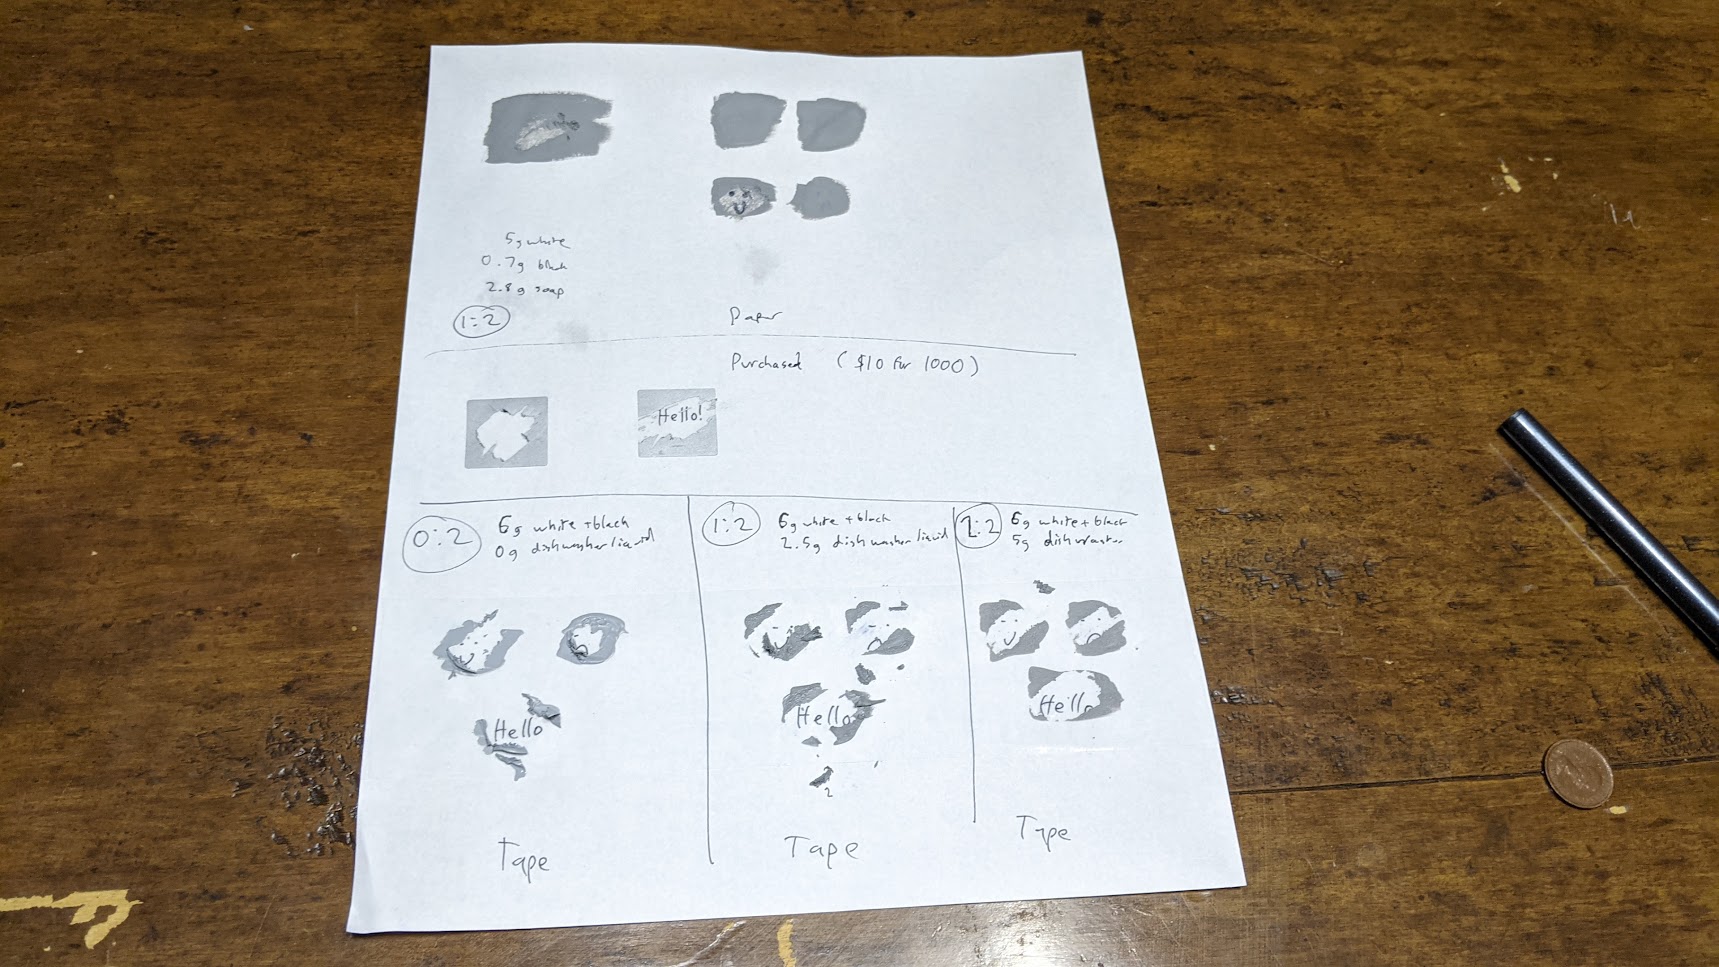 5g white
0.7g black
2.8g soap
1:2
Paper
Purchased ($10 for 1000)
Hello!
0:2
6g white + black
0g dishwasher liquid
Hello
Tape
1:2
6g white + black
2.5g dishwasher liquid
Hello
2
Tape
2:2
6g white + black
5g dishwasher
Hello
Tape